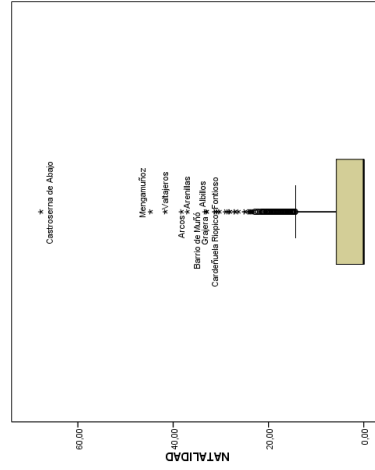 Castroserna de Abajo
Mengamuñoz
Valtajeros
Arcos
Arenillas
Barrio de Muñó
Albillos
Grajera
Cardeñuela Riopico
Fontioso
60,00
40,00
20,00
0,00
NATALIDAD